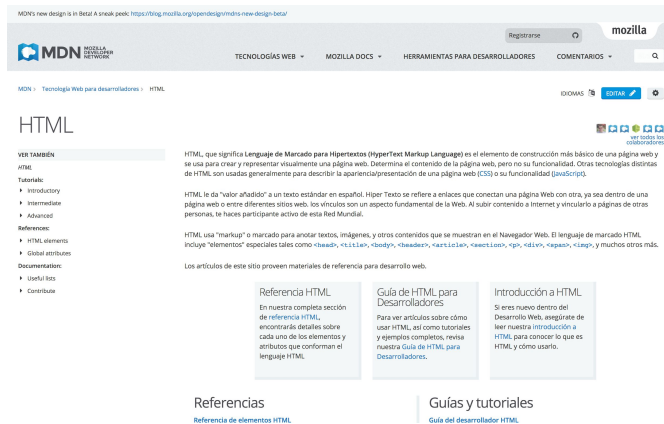 MDN's new design is in Beta! A sneak peek: https://blog.mozilla.org/opendesign/mdns-new-design-beta/
Registrarse
mozilla
MDN MOZILLA DEVELOPER NETWORK
TECNOLOGÍAS WEB
MOZILLA DOCS
HERRAMIENTAS PARA DESARROLLADORES
COMENTARIOS
MDN > Tecnología Web para desarrolladores > HTML
IDIOMAS
EDITAR
HTML
ver todos los
colaboradores
VER TAMBIÉN
HTML
Tutorials:
Introductory
Intermediate
Advanced
References:
HTML elements
Global attributes
Documentation:
Useful lists
Contribute
HTML, que significa Lenguaje de Marcado para Hipertextos (HyperText Markup Language) es el elemento de construcción más básico de una página web y
se usa para crear y representar visualmente una página web. Determina el contenido de la página web, pero no su funcionalidad. Otras tecnologías distintas
de HTML son usadas generalmente para describir la apariencia/presentación de una página web (CSS) o su funcionalidad (JavaScript).
HTML le da "valor añadido" a un texto estándar en español. Hiper Texto se refiere a enlaces que conectan una página Web con otra, ya sea dentro de una
página web o entre diferentes sitios web. los vínculos son un aspecto fundamental de la Web. Al subir contenido a Internet y vincularlo a páginas de otras
personas, te haces participante activo de esta Red Mundial.
HTML usa "markup" o marcado para anotar textos, imágenes, y otros contenidos que se muestran en el Navegador Web. El lenguaje de marcado HTML
incluye "elementos" especiales tales como <head>, <title>, <body>, <header>, <article>, <section>, <p>, <div>, <span>, <img>, y muchos otros más.
Los artículos de este sitio proveen materiales de referencia para desarrollo web.
Referencia HTML
En nuestra completa sección
de referencia HTML,
encontrarás detalles sobre
cada uno de los elementos y
atributos que conforman el
lenguaje HTML
Guía de HTML para
Desarrolladores
Para ver artículos sobre cómo
usar HTML, así como tutoriales
y ejemplos completos, revisa
nuestra Guía de HTML para
Desarrolladores.
Introducción a HTML
Si eres nuevo dentro del
Desarrollo Web, asegúrate de
leer nuestra introducción a
HTML para conocer lo que es
HTML y cómo usarlo.
Referencias
Referencia de elementos HTML
Guías y tutoriales
Guía del desarrollador HTML